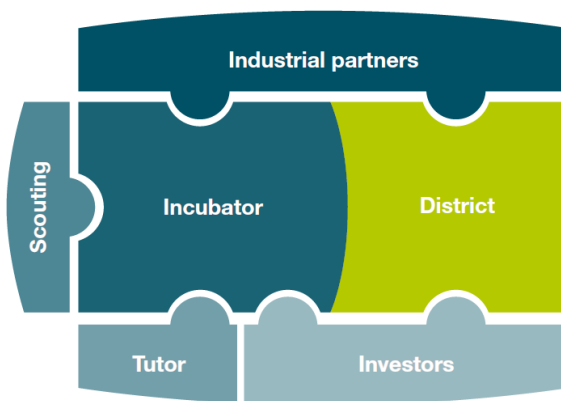 Industrial partners
Scouting
Incubator
District
Tutor
Investors